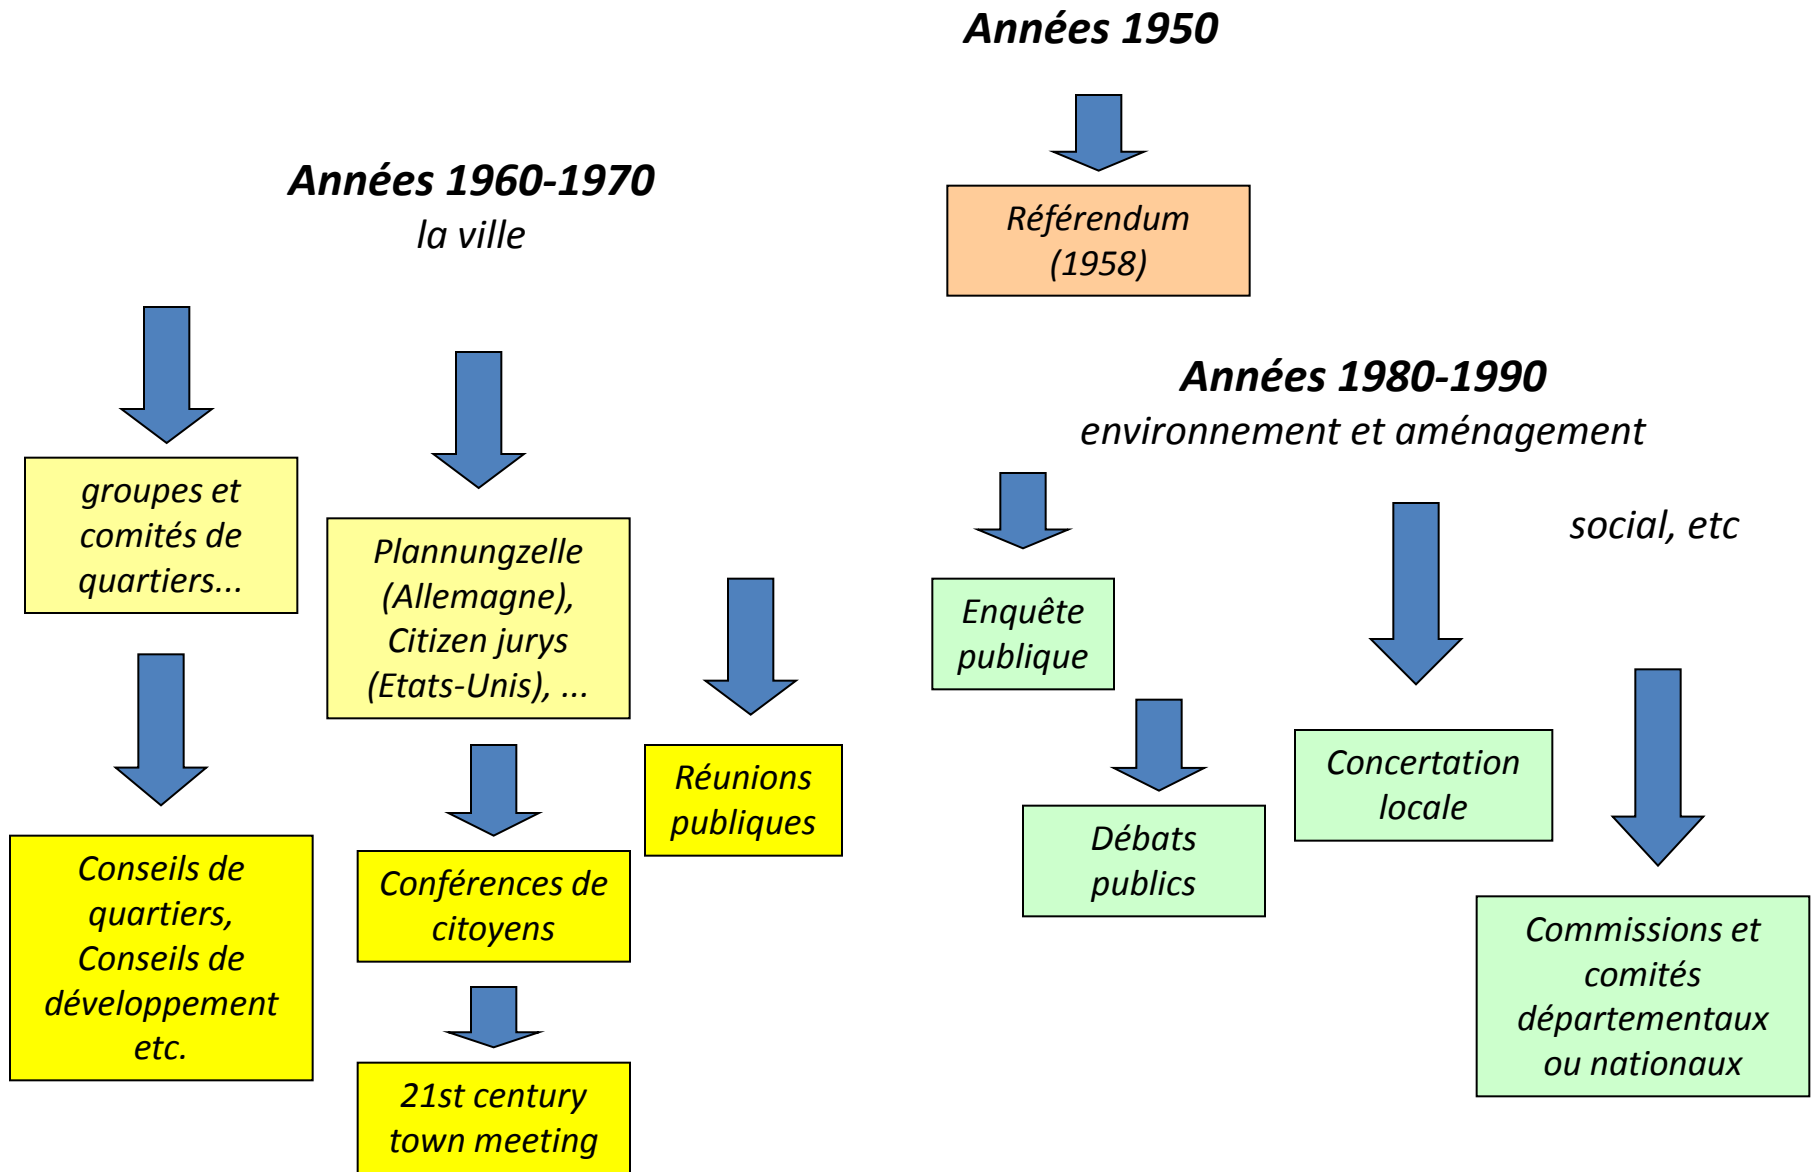 Années 1950
Référendum
(1958)
Années 1960-1970
la ville
groupes et
comités de
quartiers...
Conseils de
quartiers,
Conseils de
développement
etc.
Plannungzelle
(Allemagne),
Citizen jurys
(Etats-Unis), ...
Conférences de
citoyens
21st century
town meeting
Réunions
publiques
Années 1980-1990
environnement et aménagement
social, etc
Enquête
publique
Débats
publics
Concertation
locale
Commissions et
comités
départementaux
ou nationaux